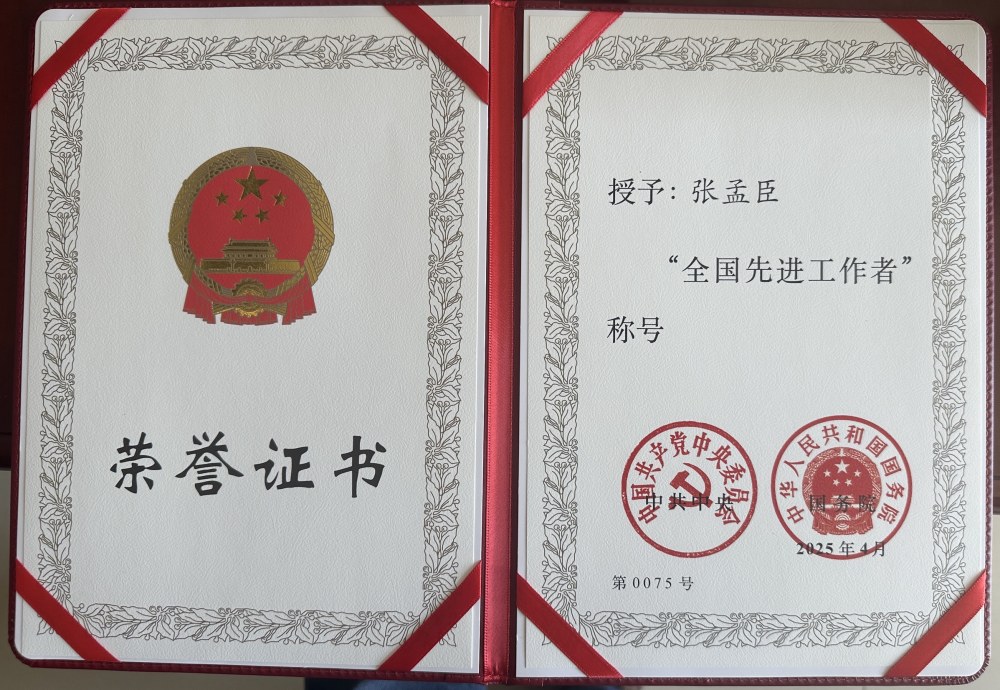 荣誉证书
授予：张孟臣
“全国先进工作者”
称号
中国共产党中央委员会
中共中央
中华人民共和国国务院
国务院
2025年4月
第0075号